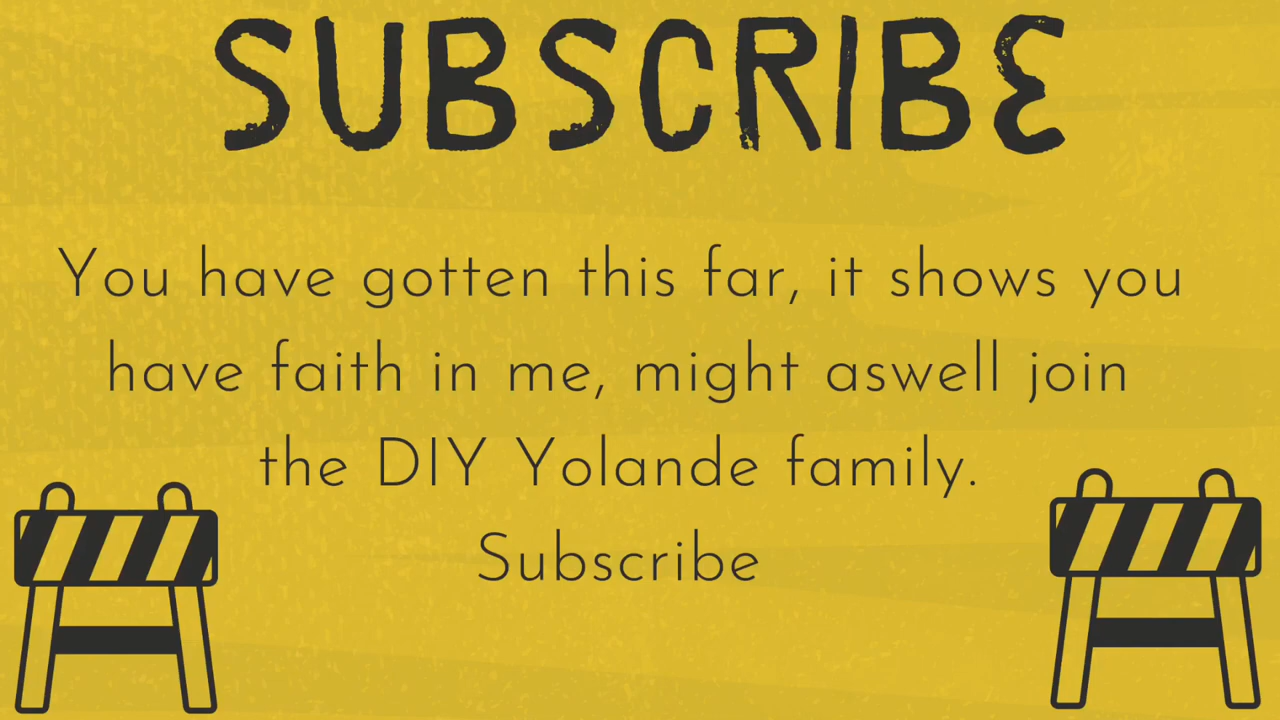 SUBSCRIBE
You have gotten this far, it shows you
have faith in me, might aswell join
the DIY Yolande family.
Subscribe